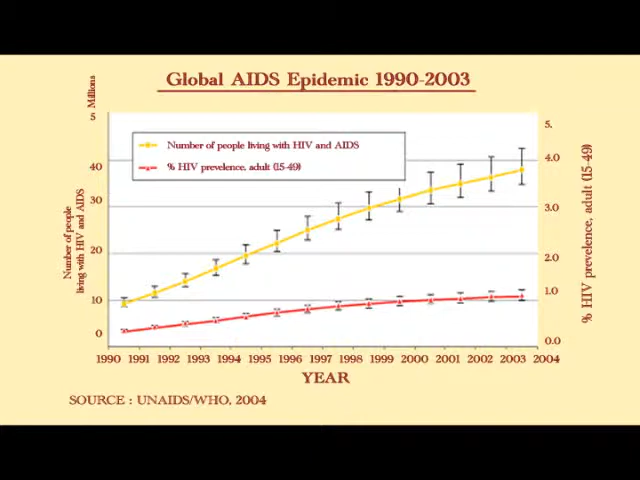 Global AIDS Epidemic 1990-2003
Millions
5
40
30
20
10
0
Number of people
living with HIV and AIDS
Number of people living with HIV and AIDS
% HIV prevelence, adult (15-49)
5.
4.0
3.0
2.0
1.0
0.0
% HIV prevelence, adult (15-49)
1990 1991 1992 1993 1994 1995 1996 1997 1998 1999 2000 2001 2002 2003 2004
YEAR
SOURCE : UNAIDS/WHO, 2004